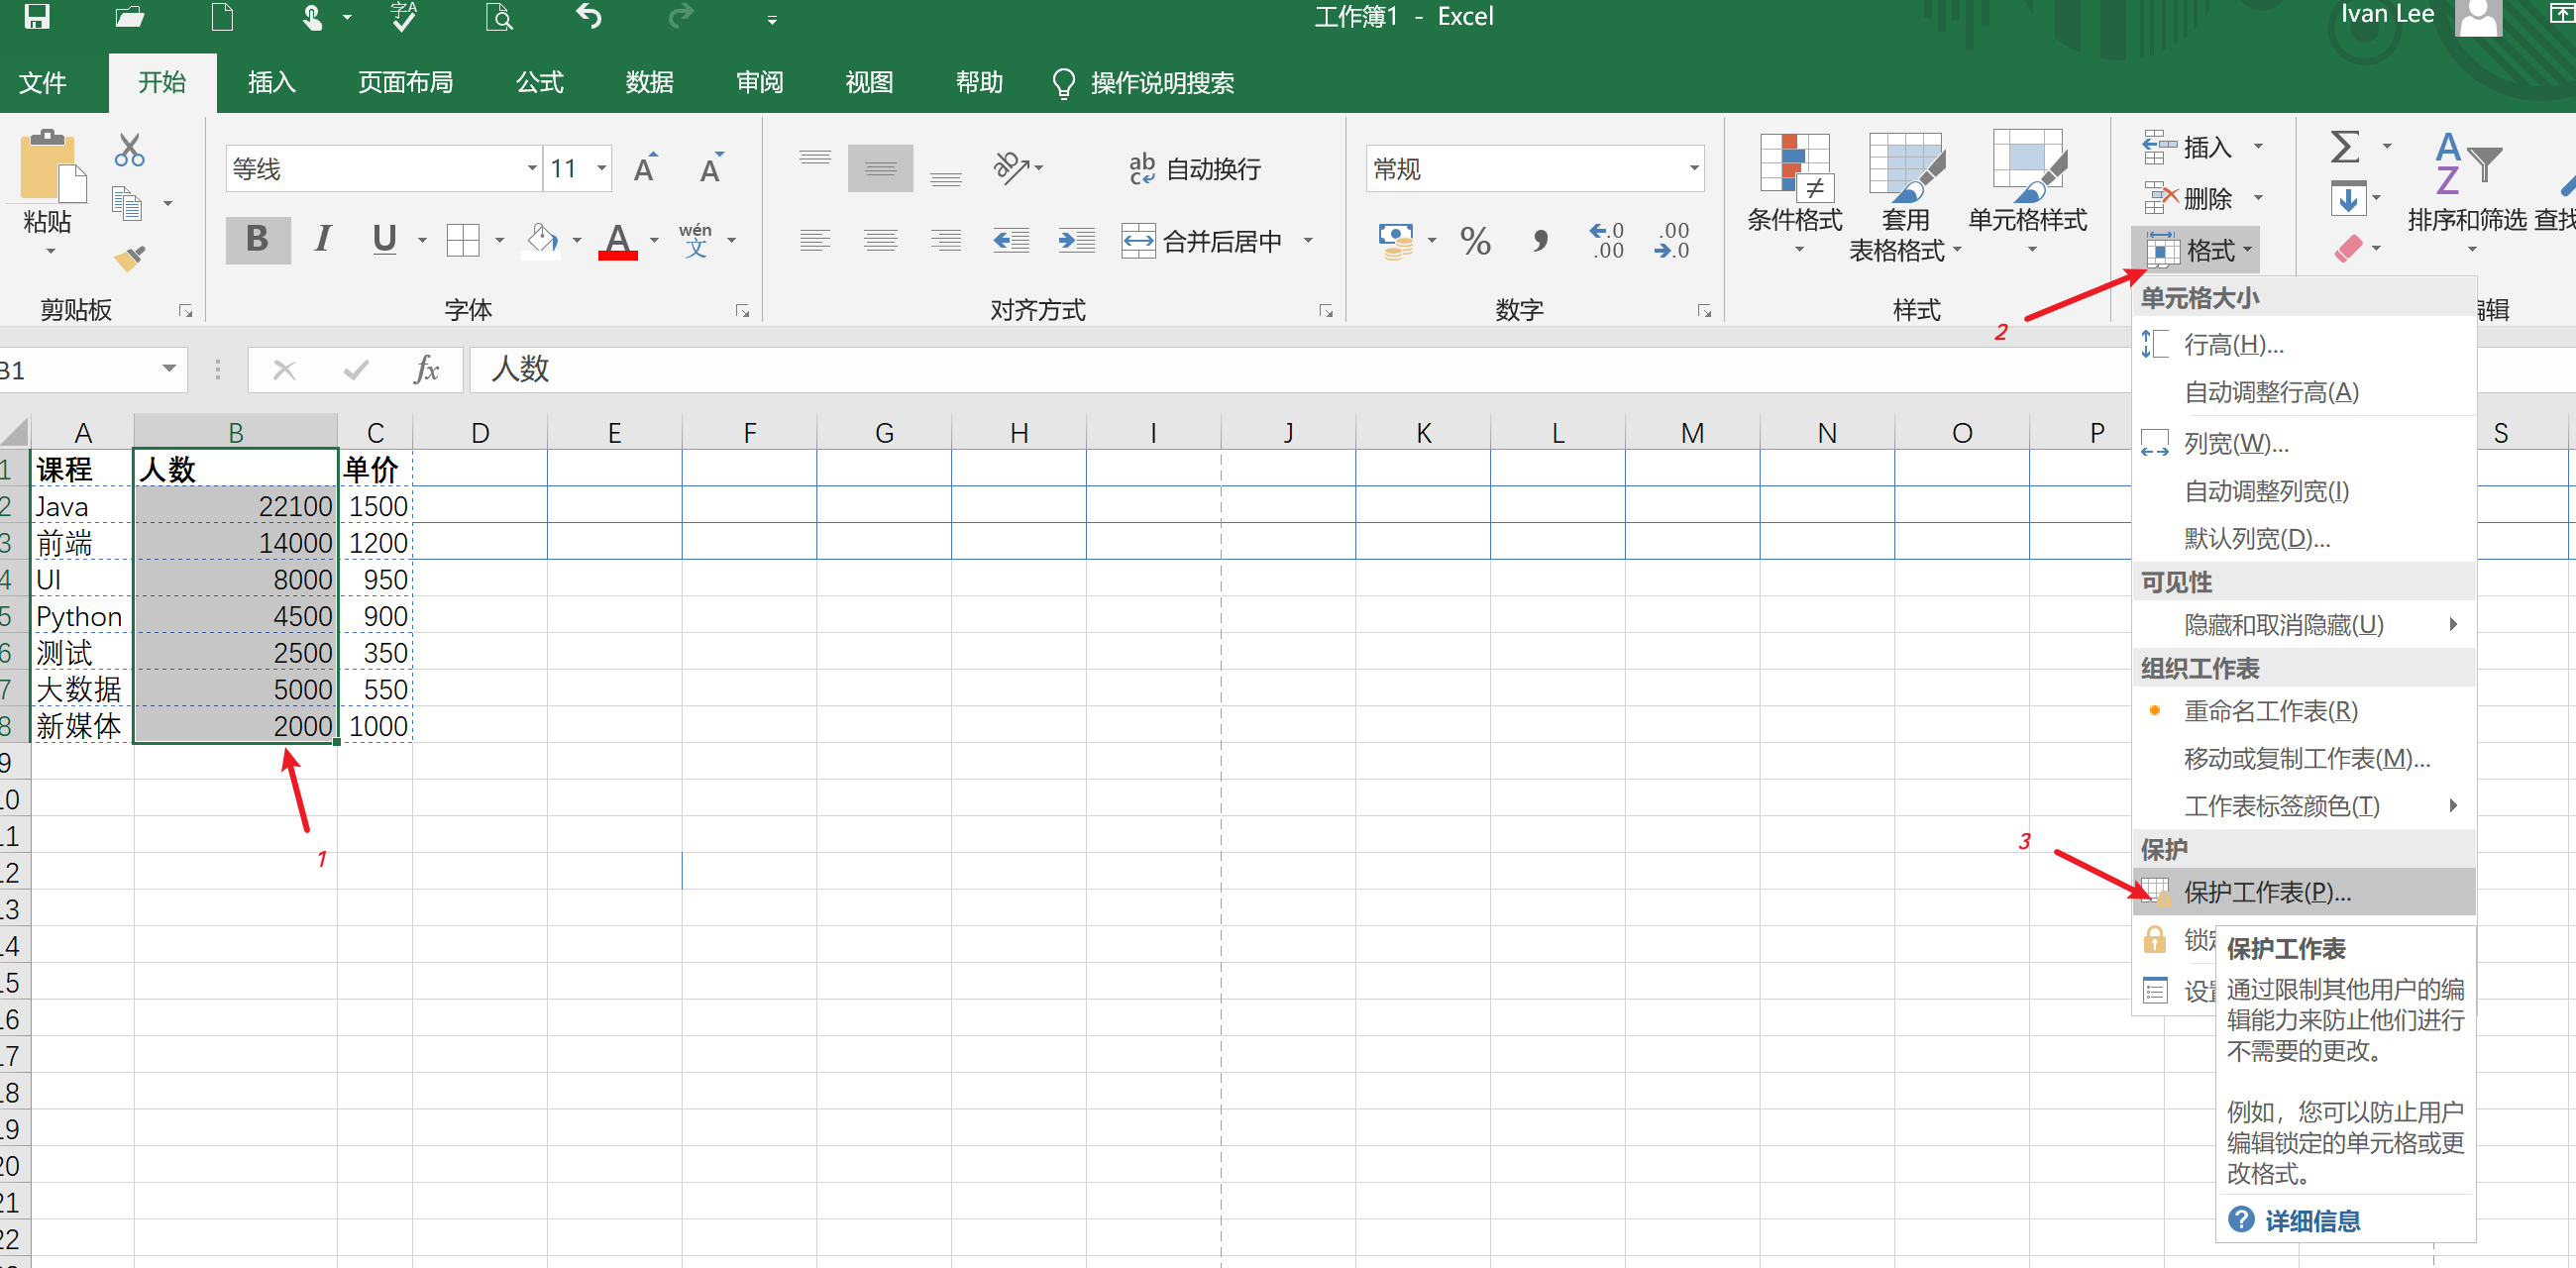 工作簿1 - Excel
Ivan Lee
文件 开始 插入 页面布局 公式 数据 审阅 视图 帮助 操作说明搜索
粘贴
剪贴板
等线 11
B I U A wén 文
字体
ab c 自动换行
合并后居中
对齐方式
常规
% , .0 .00 .00 .0
数字
条件格式
套用
表格格式
单元格样式
样式
插入
删除
格式
Σ
A Z
排序和筛选
辑
2
B1 fx 人数
A B C D E F G H I J K L M N O P S
1 课程 人数 单价
2 Java 22100 1500
3 前端 14000 1200
4 UI 8000 950
5 Python 4500 900
6 测试 2500 350
7 大数据 5000 550
8 新媒体 2000 1000
9
10
11
12
13
14
15
16
17
18
19
20
21
22
1
3
单元格大小
行高(H)...
自动调整行高(A)
列宽(W)...
自动调整列宽(I)
默认列宽(D)...
可见性
隐藏和取消隐藏(U)
组织工作表
重命名工作表(R)
移动或复制工作表(M)...
工作表标签颜色(T)
保护
保护工作表(P)...
锁定
设置
保护工作表
通过限制其他用户的编
辑能力来防止他们进行
不需要的更改。
例如，您可以防止用户
编辑锁定的单元格或更
改格式。
详细信息